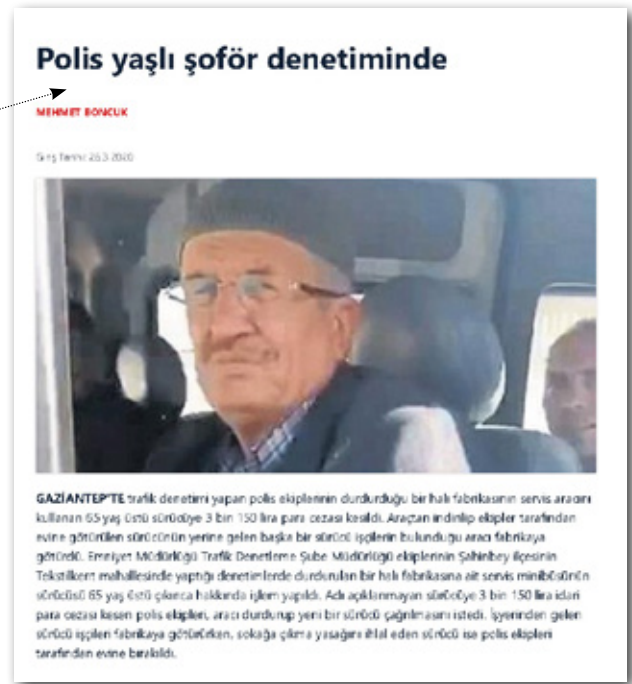 Polis yaşlı şoför denetiminde
MEHMET BONCUK
Giriş Tarihi: 26.3.2020
GAZİANTEP'TE trafik denetimi yapan polis ekiplerinin durdurduğu bir halı fabrikasının servis aracını
kullanan 65 yaş üstü sürücüye 3 bin 150 lira para cezası kesildi. Araçtan indirilip ekipler tarafından
evine götürülen sürücünün yerine gelen başka bir sürücü işçilerin bulunduğu aracı fabrikaya
götürdü. Emniyet Müdürlüğü Trafik Denetleme Şube Müdürlüğü ekiplerinin Şahinbey ilçesinin
Tekstilkent mahallesinde yaptığı denetimlerde durdurulan bir halı fabrikasına ait servis minibüsünün
sürücüsü 65 yaş üstü çıkınca hakkında işlem yapıldı. Adı açıklanmayan sürücüye 3 bin 150 lira idari
para cezası kesen polis ekipleri, aracı durdurup yeni bir sürücü çağrılmasını istedi. İşyerinden gelen
sürücü işçileri fabrikaya götürürken, sokağa çıkma yasağını ihlal eden sürücü ise polis ekipleri
tarafından evine bırakıldı.